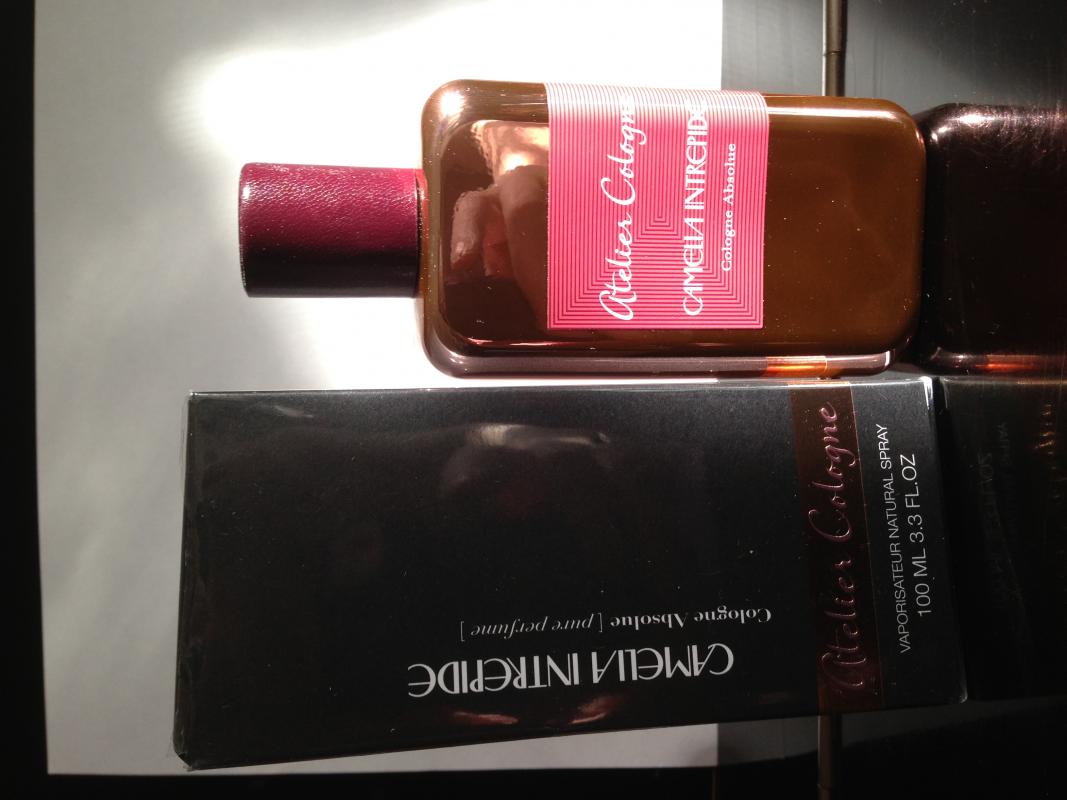 Atelier Cologne
CAMELIA INTREPIDE
Cologne Absolue
CAMELIA INTREPIDE
Cologne Absolue [ pure perfume ]
Atelier Cologne
VAPORISATEUR NATURAL SPRAY
100 ML 3.3 FL.OZ